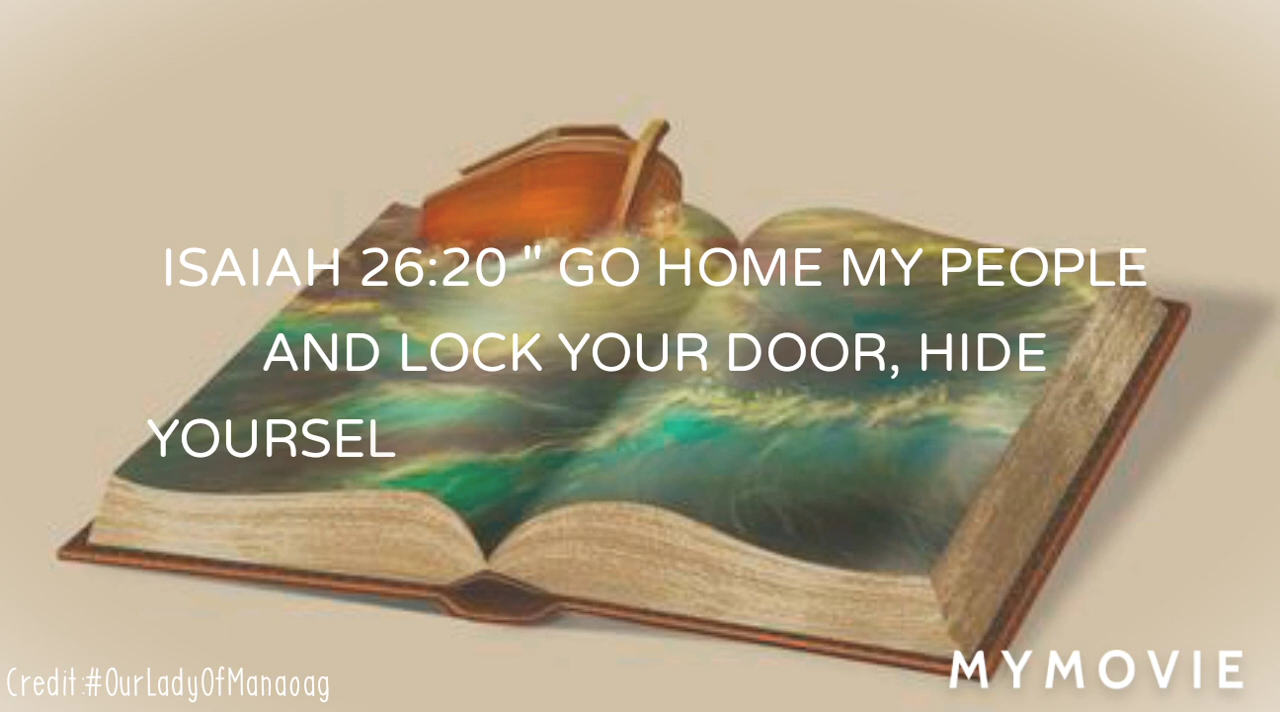 ISAIAH 26:20 " GO HOME MY PEOPLE
AND LOCK YOUR DOOR, HIDE
YOURSEL
Credit:#OurLadyOfManaoag
MYMOVIE